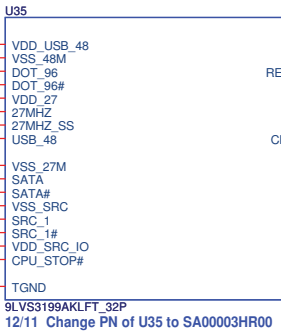 U35
VDD_USB_48
VSS_48M
DOT_96
DOT_96#
VDD_27
27MHZ
27MHZ_SS
USB_48
VSS_27M
SATA
SATA#
VSS_SRC
SRC_1
SRC_1#
VDD_SRC_IO
CPU_STOP#
TGND
9LVS3199AKLFT_32P
12/11 Change PN of U35 to SA00003HR00